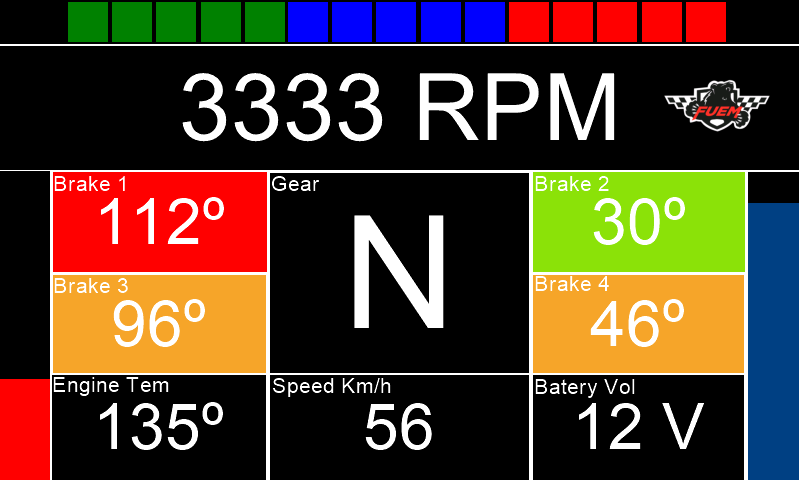 3333 RPM
FUEM
Brake 1
112º
Gear
N
Brake 2
30º
Brake 3
96º
Brake 4
46º
Engine Tem
135º
Speed Km/h
56
Batery Vol
12 V